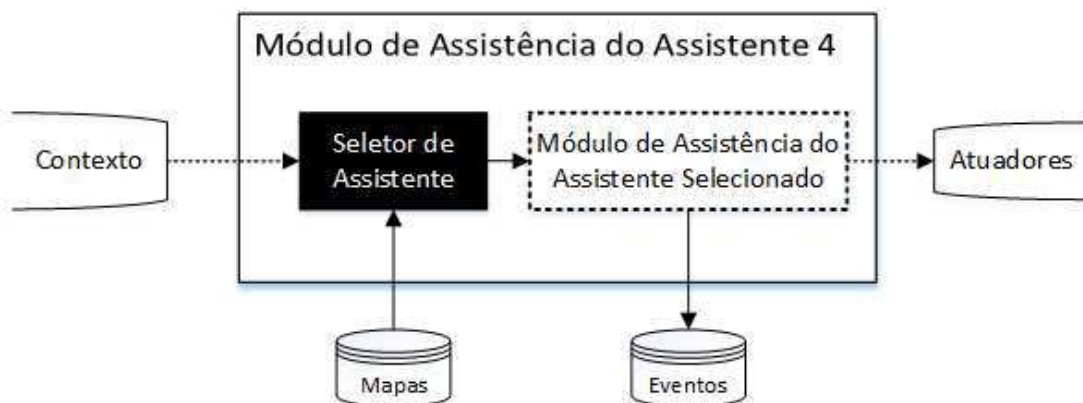 Módulo de Assistência do Assistente 4
Contexto
Seletor de
Assistente
Módulo de Assistência do
Assistente Selecionado
Atuadores
Mapas
Eventos